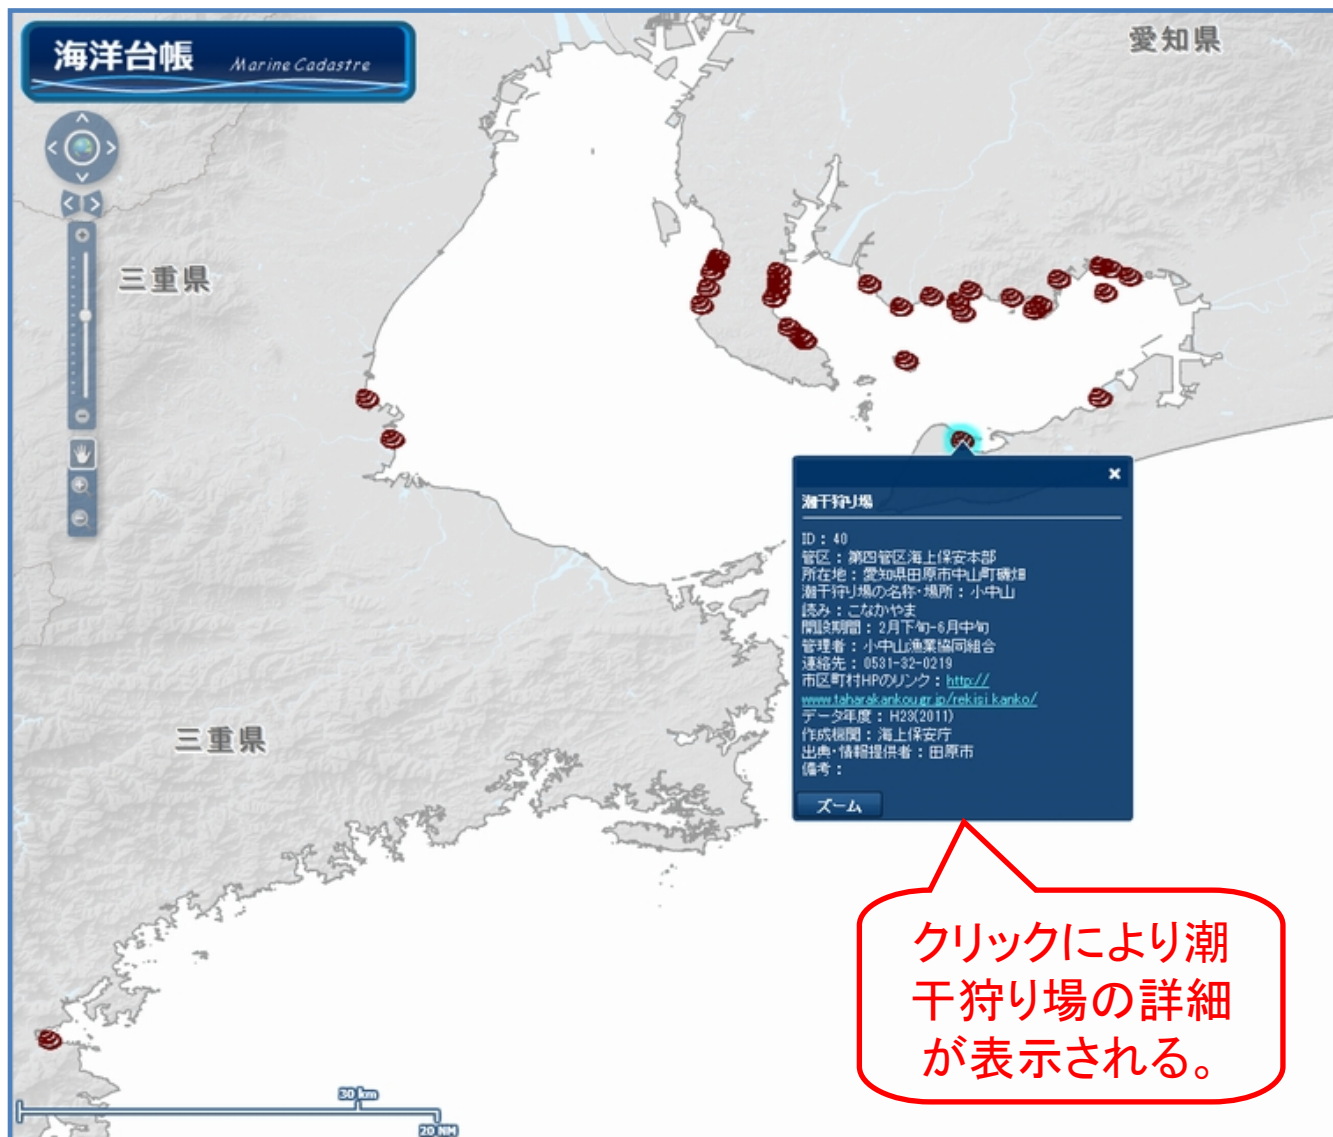 海洋台帳 Marine Cadastre
愛知県
三重県
三重県
潮干狩り場
ID : 40
管区 : 第四管区海上保安本部
所在地 : 愛知県田原市中山町磯畑
潮干狩り場の名称・場所 : 小中山
読み : こなかやま
開設期間 : 2月下旬-6月中旬
管理者 : 小中山漁業協同組合
連絡先 : 0531-32-0219
市区町村HPのリンク : http://
www.taharakankou.gr.jp/rekisi_kanko/
データ年度 : H23(2011)
作成機関 : 海上保安庁
出典・情報提供者 : 田原市
備考 :
ズーム
クリックにより潮
干狩り場の詳細
が表示される。
30 km
20 NM